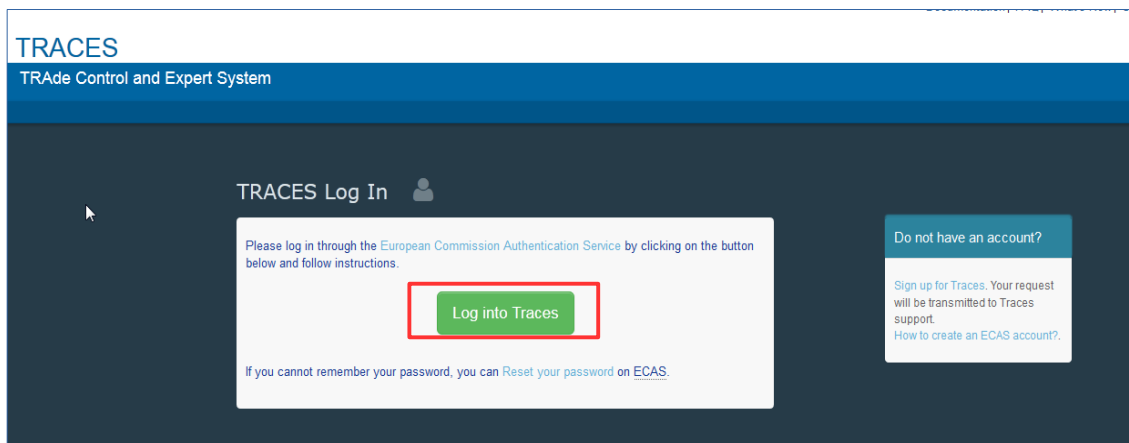 TRACES
TRAde Control and Expert System
TRACES Log In
Please log in through the European Commission Authentication Service by clicking on the button
below and follow instructions.
Log into Traces
If you cannot remember your password, you can Reset your password on ECAS.
Do not have an account?
Sign up for Traces. Your request
will be transmitted to Traces
support.
How to create an ECAS account?.